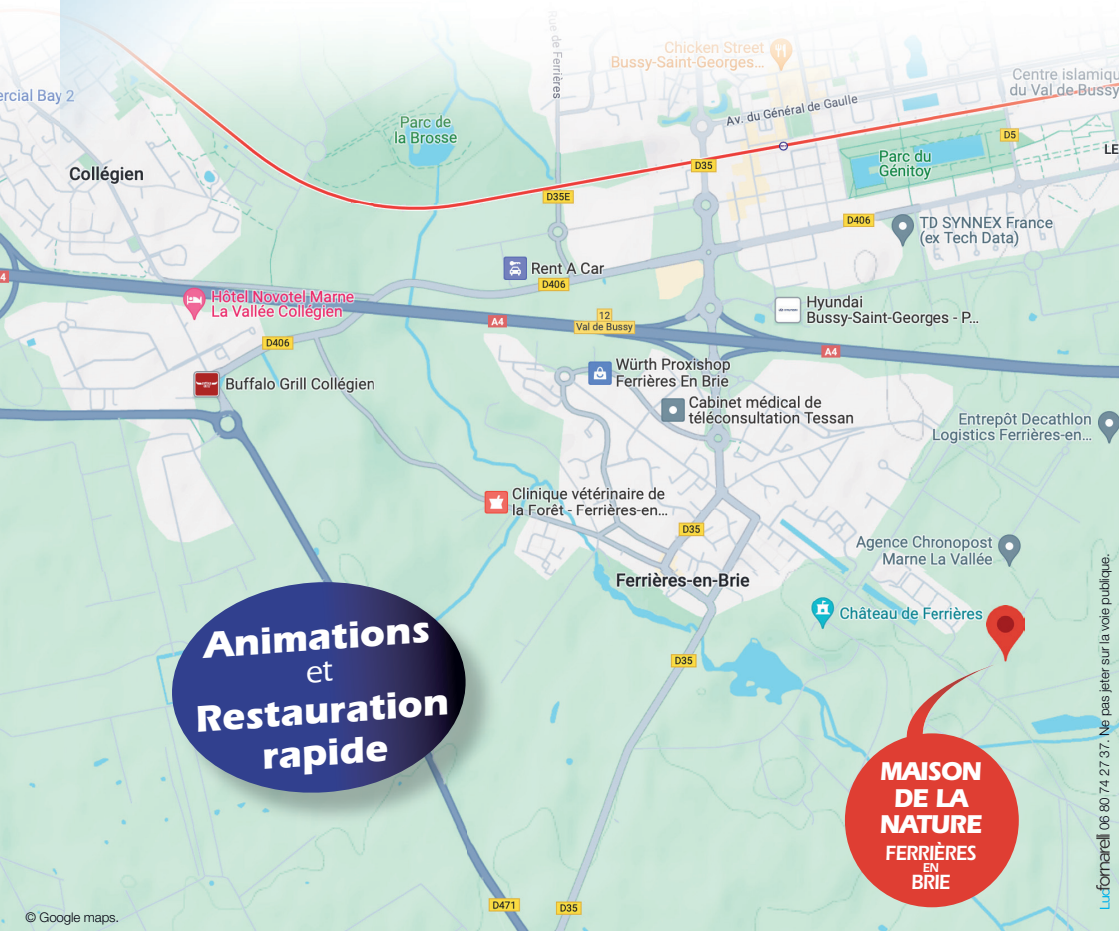 Rue de Ferrières
Chicken Street
Bussy-Saint-Georges...
Centre islamiqu
du Val de Bussy
ercial Bay 2
Av. du Général de Gaulle
Parc de
la Brosse
D5
LE
Collégien
D35
Parc du
Génitoy
D35E
D406
TD SYNNEX France
(ex Tech Data)
Rent A Car
D406
4
Hôtel Novotel Marne
La Vallée Collégien
Hyundai
Bussy-Saint-Georges - P...
A4
12
Val de Bussy
D406
A4
Würth Proxishop
Ferrières En Brie
Buffalo Grill Collégien
Cabinet médical de
téléconsultation Tessan
Entrepôt Decathlon
Logistics Ferrières-en...
Clinique vétérinaire de
la Forêt - Ferrières-en...
D35
Agence Chronopost
Marne La Vallée
Ferrières-en-Brie
Château de Ferrières
D35
Animations
et
Restauration
rapide
MAISON
DE LA
NATURE
FERRIÈRES
EN
BRIE
D471
D35
© Google maps.
Lucfornarelli 06 80 74 27 37. Ne pas jeter sur la voie publique.